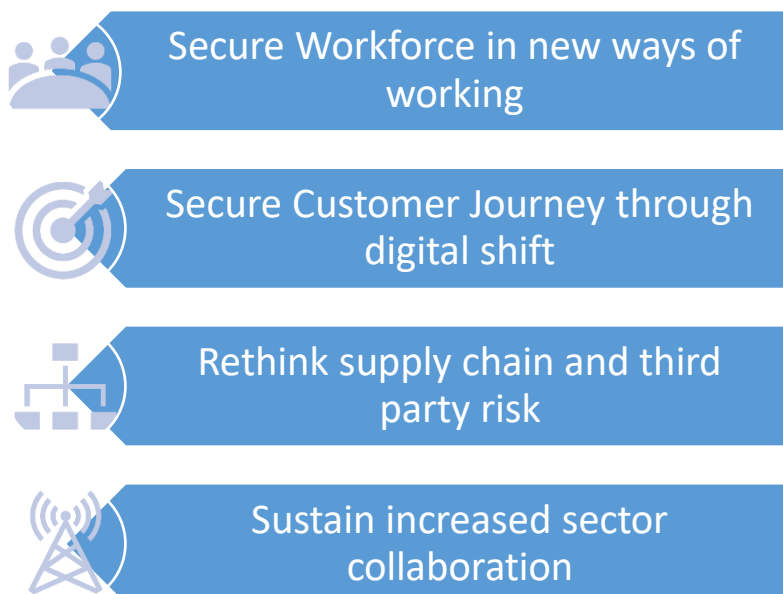 Secure Workforce in new ways of
working
Secure Customer Journey through
digital shift
Rethink supply chain and third
party risk
Sustain increased sector
collaboration